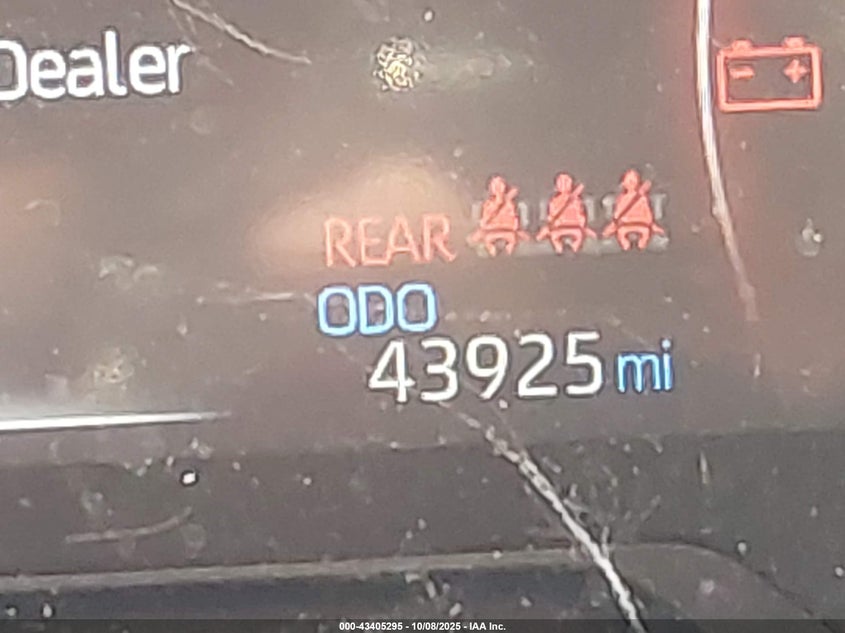 Dealer
REAR
ODO
43925 mi
000-43405295 - 10/08/2025 - IAA Inc.